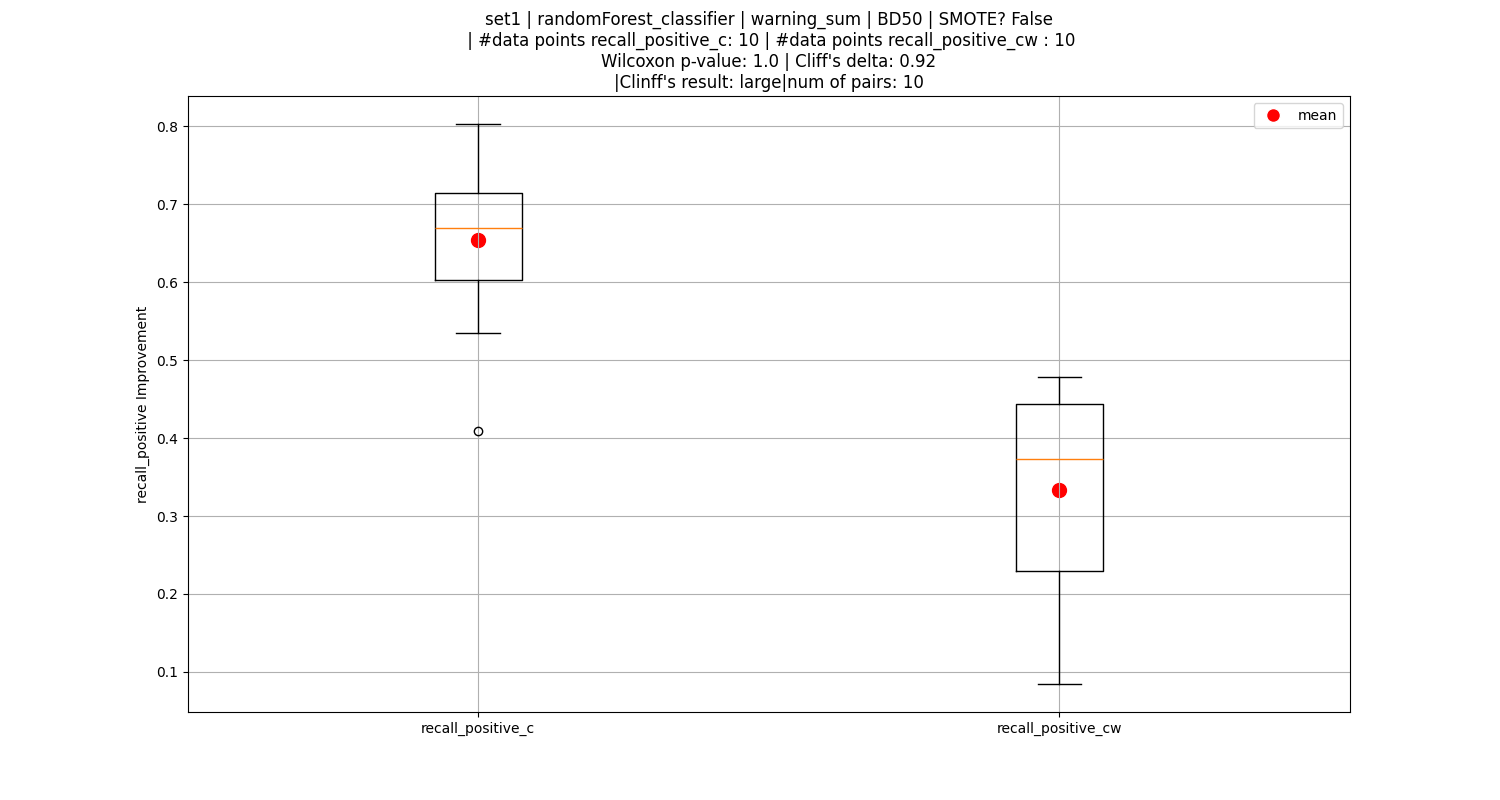 set1 | randomForest_classifier | warning_sum | BD50 | SMOTE? False
| #data points recall_positive_c: 10 | #data points recall_positive_cw : 10
Wilcoxon p-value: 1.0 | Cliff's delta: 0.92
|Clinff's result: large|num of pairs: 10
mean
0.8
0.7
0.6
0.5
0.4
0.3
0.2
0.1
recall_positive Improvement
recall_positive_c
recall_positive_cw